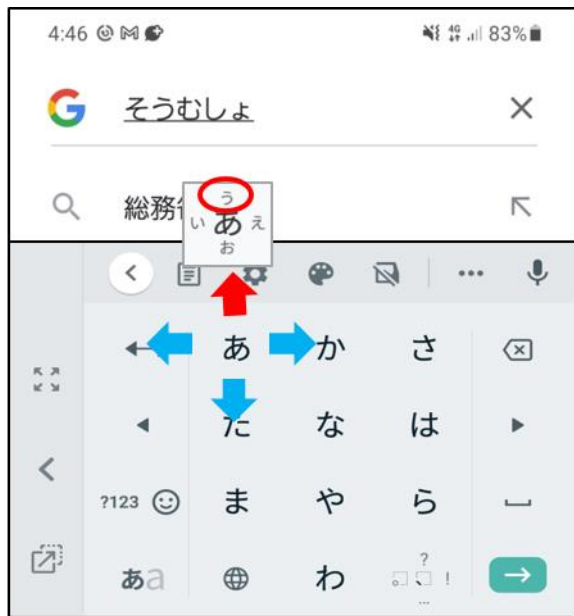 4:46 4G 83%
そうむしょ
総務
う
い あ え
お
あ か さ
た な は
?123 ま や ら
あa わ ?
!
...